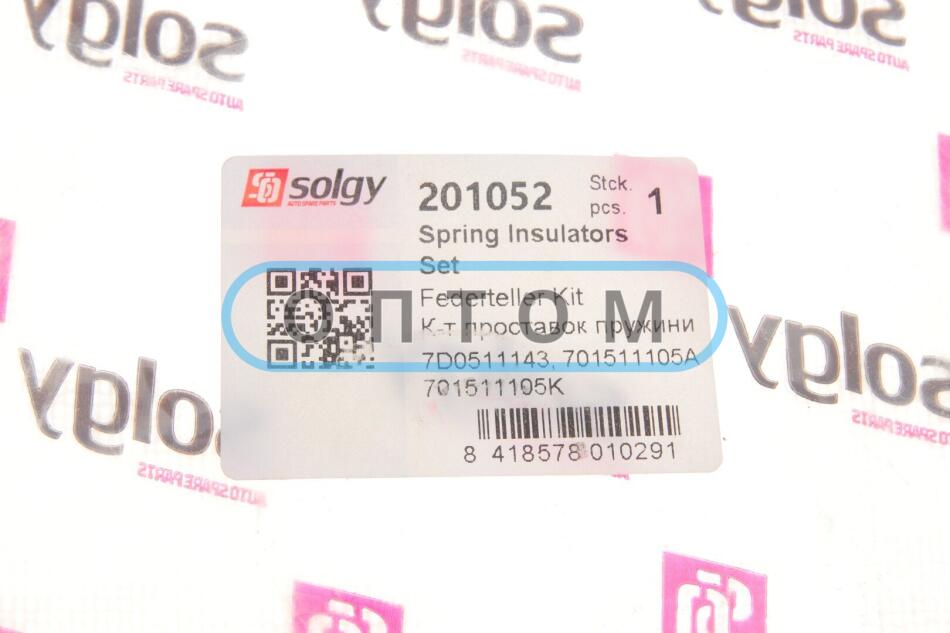 solgy
AUTO SPARE PARTS
201052
Stck.
pcs. 1
Spring Insulators
Set
Federteller Kit
К-т проставок пружини
7D0511143, 701511105A
701511105K
8 418578 010291
ОПТОМ
solgy
AUTO SPARE PARTS
solgy
AUTO SPARE PARTS
solgy
AUTO SPARE PARTS
solgy
AUTO SPARE PARTS
solgy